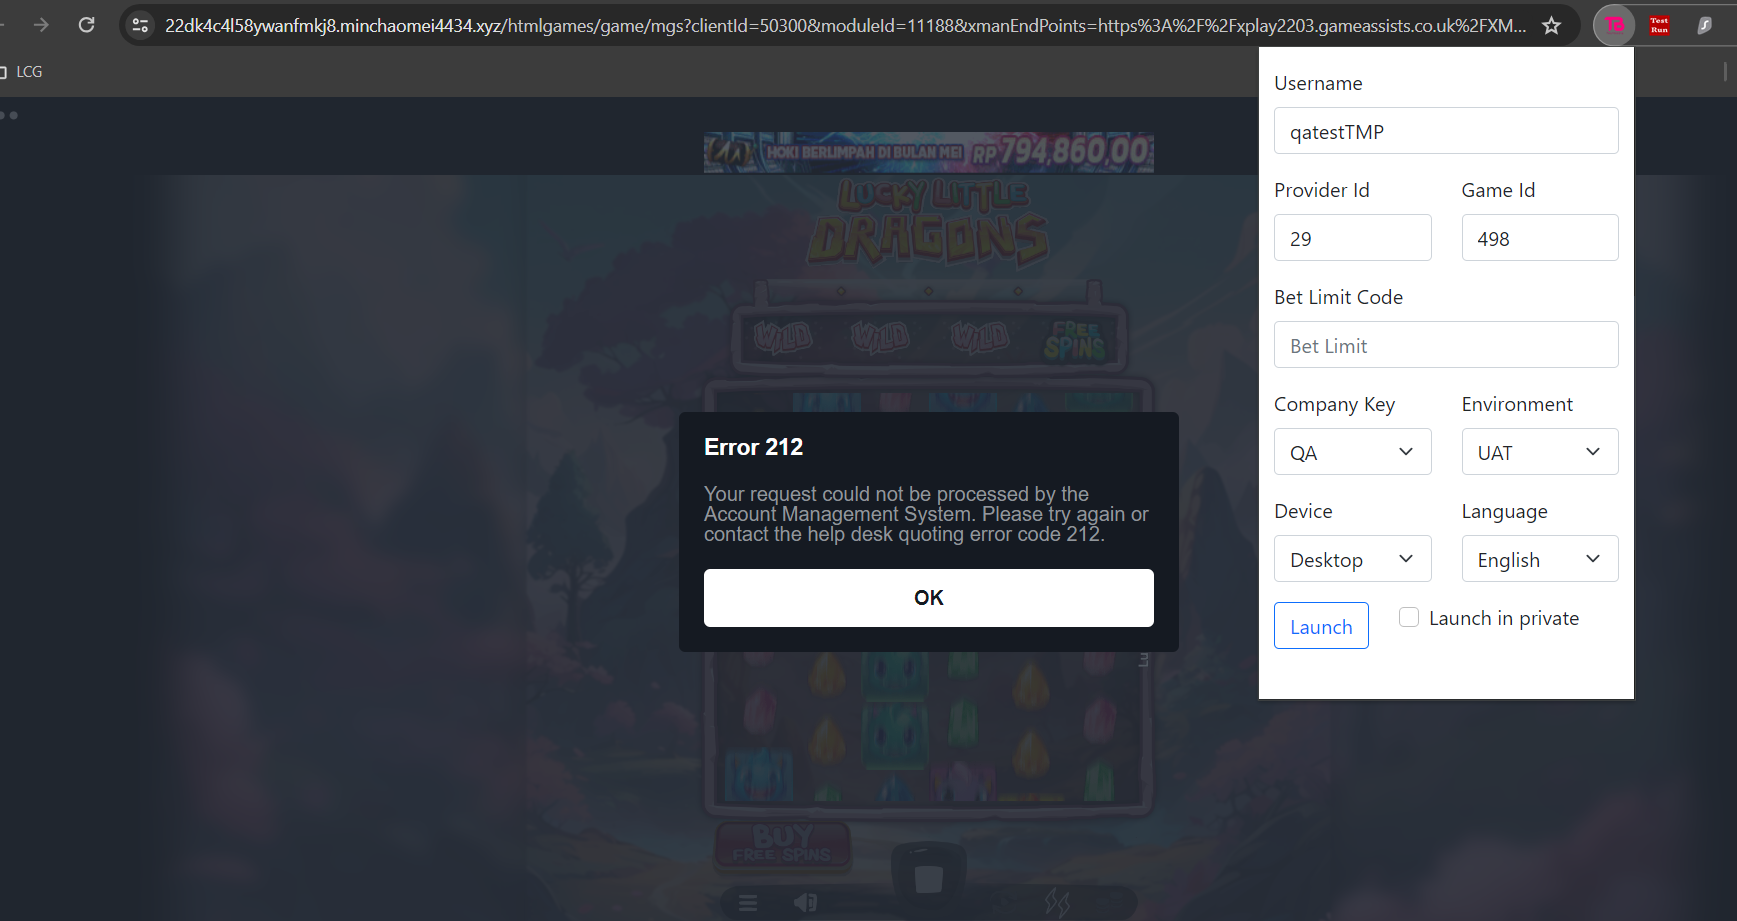 22dk4c4l58ywanfmkj8.minchaomei4434.xyz/htmlgames/game/mgs?clientId=50300&moduleId=11188&xmanEndPoints=https%3A%2F%2Fxplay2203.gameassists.co.uk%2FXM...
TB
Test Run
LCG
HOKI BERLIMPAH DI BULAN MEI RP 794,860,00
LUCKY LITTLE
DRAGONS
WILD WILD WILD FREE SPINS
Error 212
Your request could not be processed by the
Account Management System. Please try again or
contact the help desk quoting error code 212.
OK
BUY
FREE SPINS
Username
qatestTMP
Provider Id Game Id
29 498
Bet Limit Code
Bet Limit
Company Key Environment
QA UAT
Device Language
Desktop English
Launch Launch in private